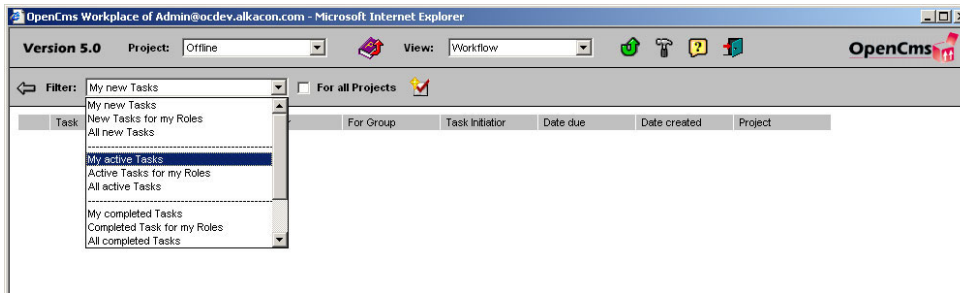 OpenCms Workplace of Admin@ocdev.alkacon.com - Microsoft Internet Explorer
Version 5.0 Project: Offline View: Workflow OpenCms
Filter: My new Tasks For all Projects
Task For Group Task Initiatior Date due Date created Project
My new Tasks
New Tasks for my Roles
All new Tasks
--------------------------------------------------
My active Tasks
Active Tasks for my Roles
All active Tasks
--------------------------------------------------
My completed Tasks
Completed Task for my Roles
All completed Tasks